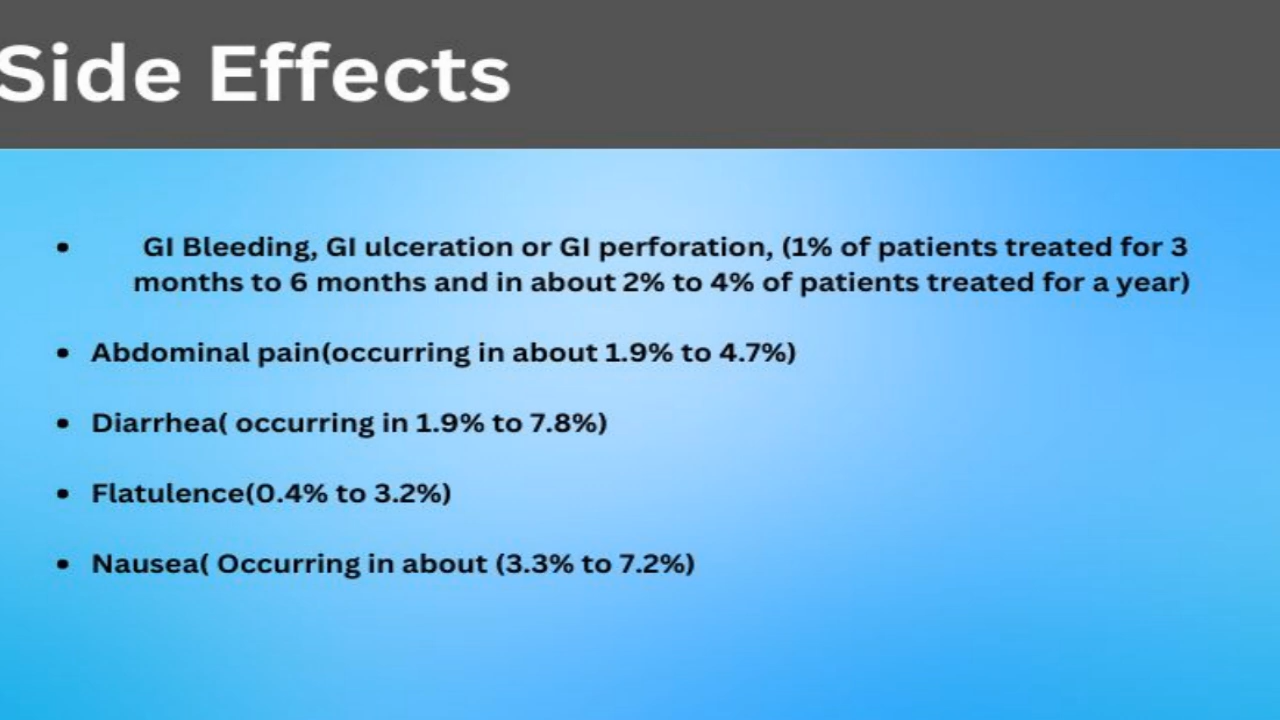 Side Effects
• GI Bleeding, GI ulceration or GI perforation, (1% of patients treated for 3
months to 6 months and in about 2% to 4% of patients treated for a year)
• Abdominal pain(occurring in about 1.9% to 4.7%)
• Diarrhea( occurring in 1.9% to 7.8%)
• Flatulence(0.4% to 3.2%)
• Nausea( Occurring in about (3.3% to 7.2%)